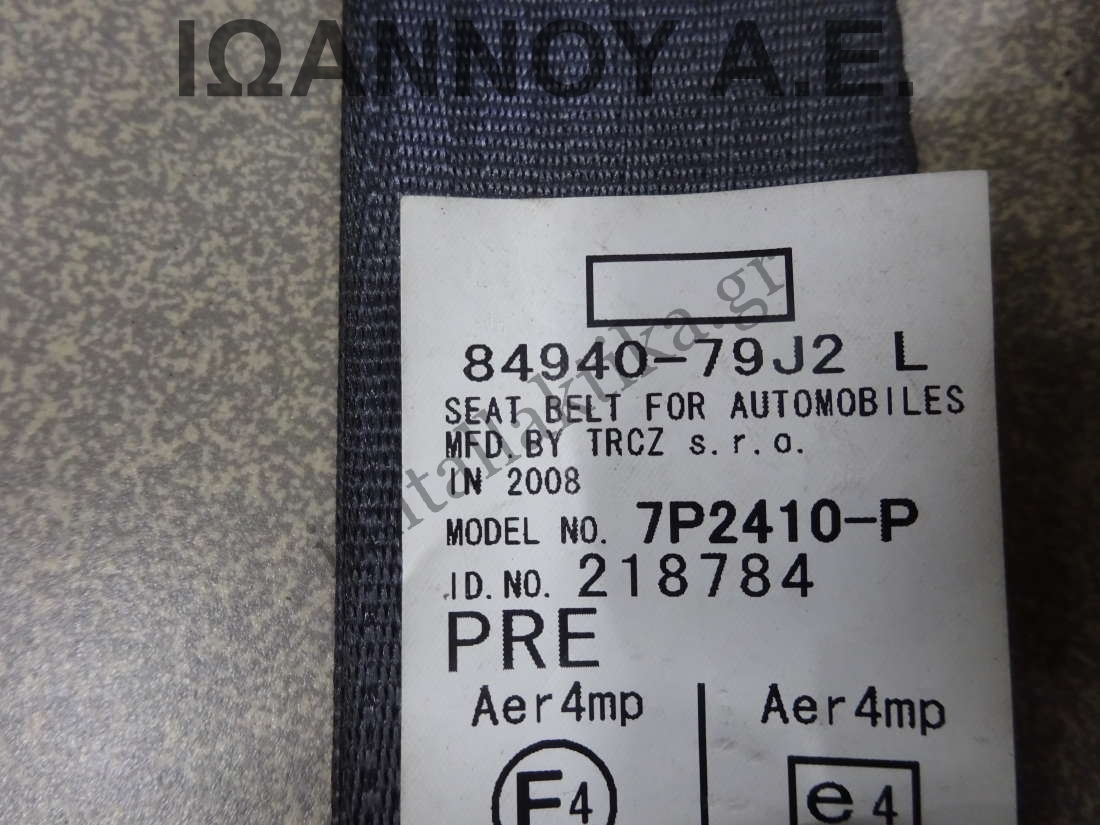 ΙΩΑΝΝΟΥ Α.Ε.
84940-79J2 L
SEAT BELT FOR AUTOMOBILES
MFD.BY TRCZ s.r.o.
IN 2008
MODEL NO. 7P2410-P
ID.NO. 218784
PRE
Aer4mp Aer4mp
E4 e4